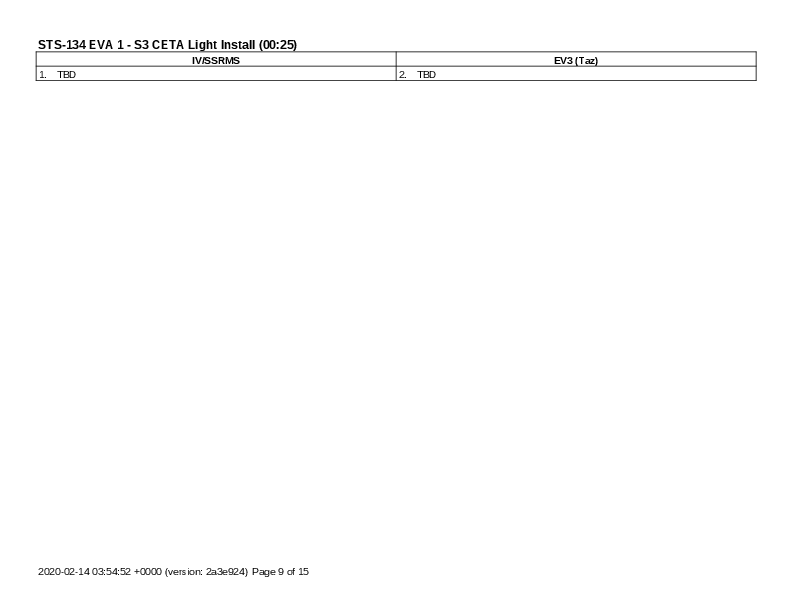 STS-134 EVA 1 - S3 CETA Light Install (00:25)
IV/SSRMS EV3 (Taz)
1. TBD 2. TBD
2020-02-14 03:54:52 +0000 (version: 2a3e924) Page 9 of 15